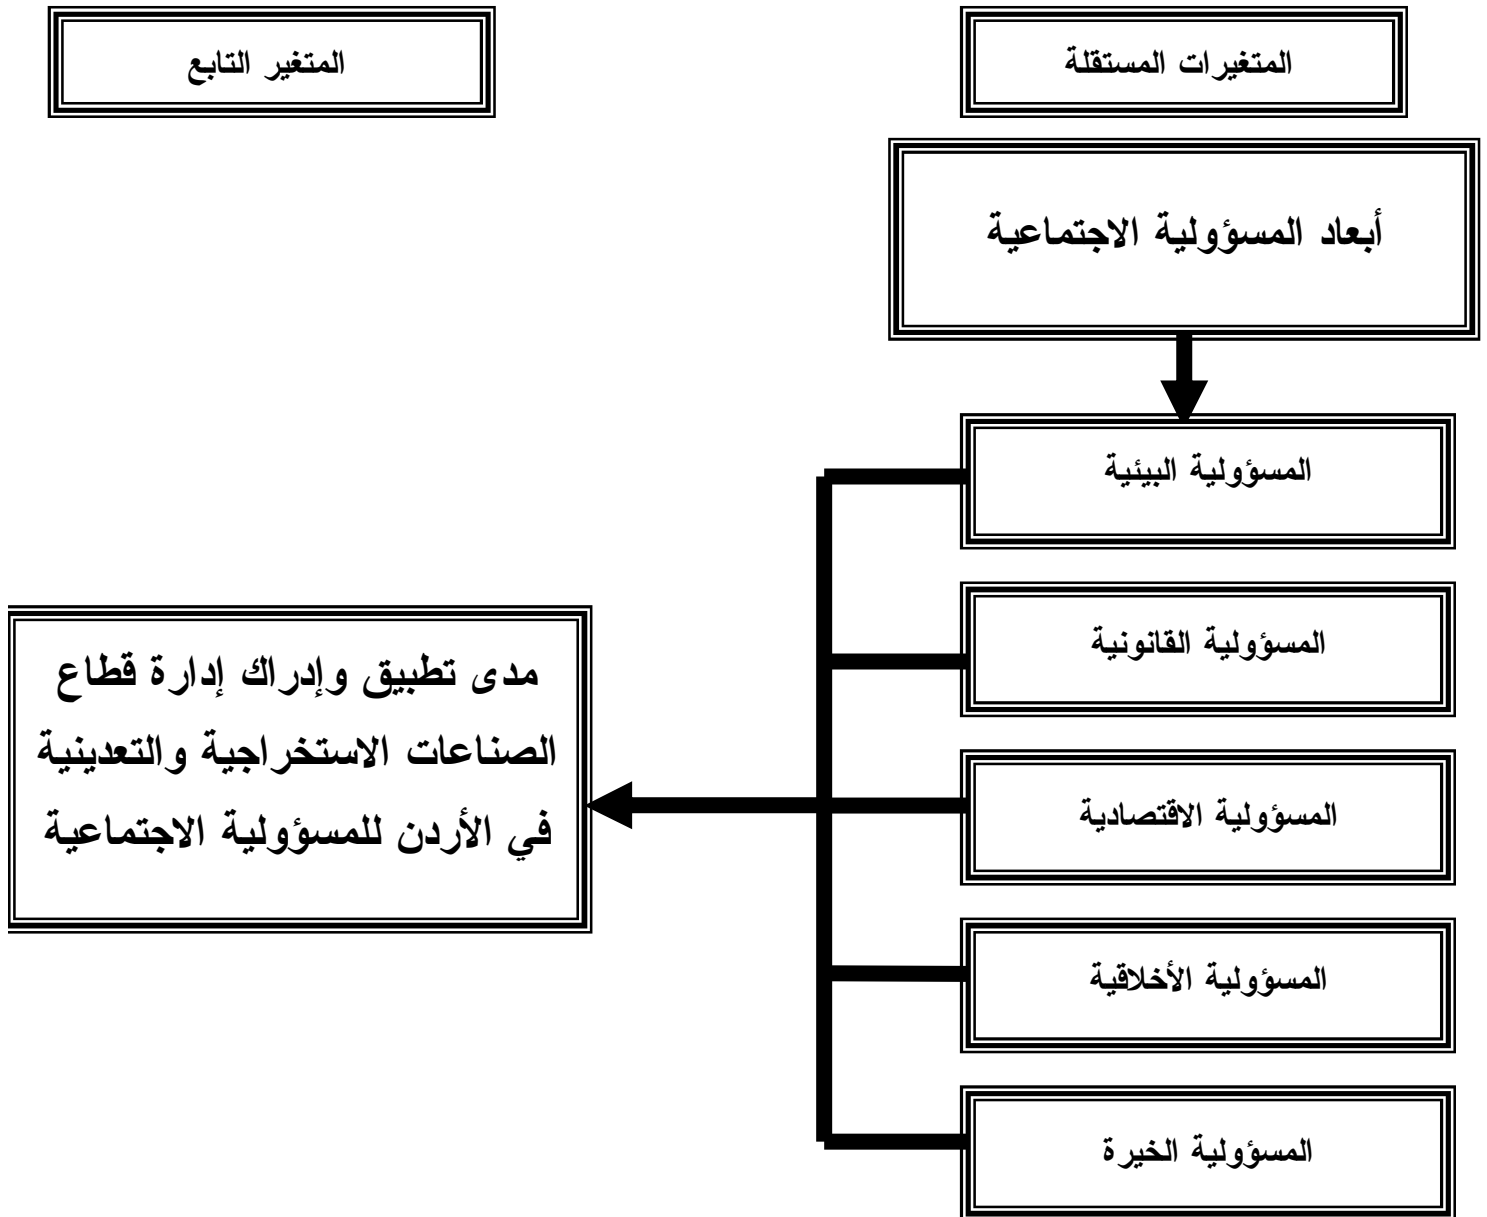 المتغيرات المستقلة
المتغير التابع
أبعاد المسؤولية الاجتماعية
المسؤولية البيئية
المسؤولية القانونية
المسؤولية الاقتصادية
المسؤولية الأخلاقية
المسؤولية الخيرة
مدى تطبيق وإدراك إدارة قطاع
الصناعات الاستخراجية والتعدينية
في الأردن للمسؤولية الاجتماعية